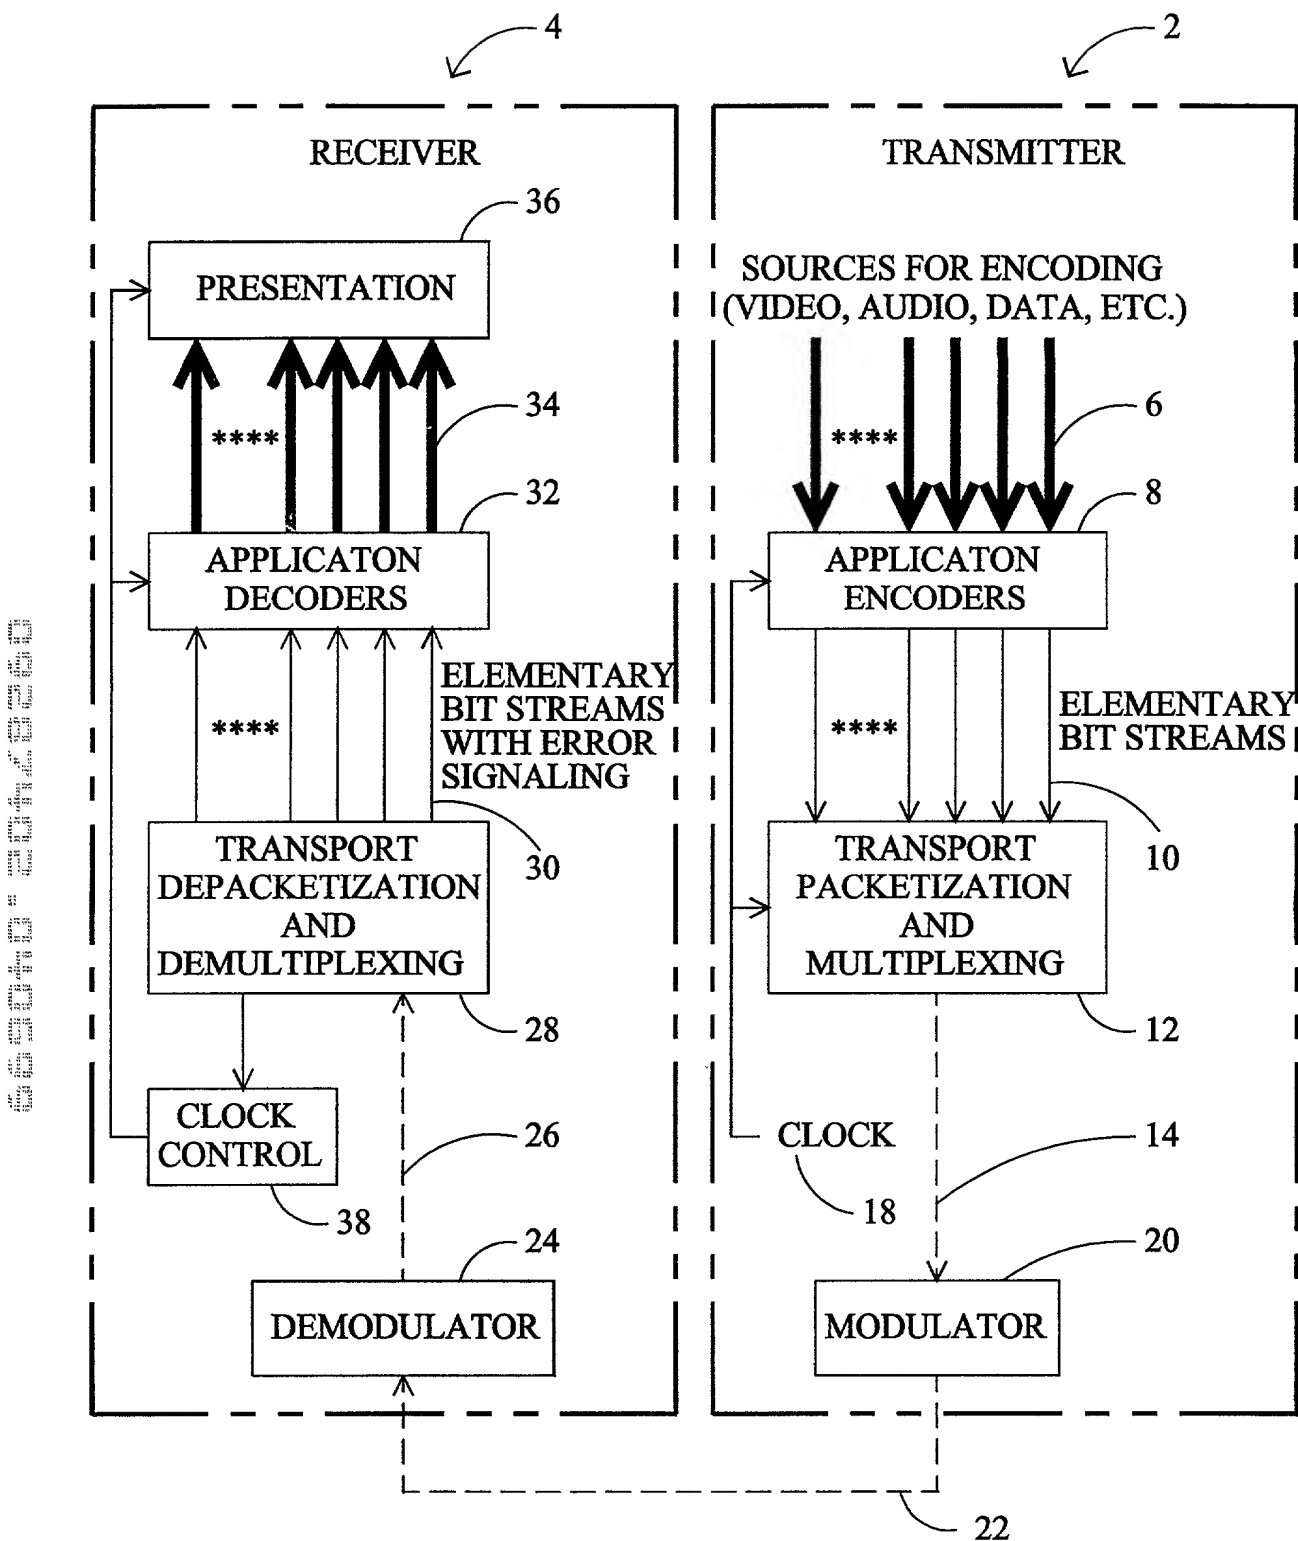 4
2
RECEIVER
TRANSMITTER
36
PRESENTATION
SOURCES FOR ENCODING
(VIDEO, AUDIO, DATA, ETC.)
34
6
****
****
32
8
APPLICATON
DECODERS
APPLICATON
ENCODERS
ELEMENTARY
BIT STREAMS
WITH ERROR
SIGNALING
****
ELEMENTARY
BIT STREAMS
****
30
10
TRANSPORT
DEPACKETIZATION
AND
DEMULTIPLEXING
TRANSPORT
PACKETIZATION
AND
MULTIPLEXING
28
12
CLOCK
CONTROL
26
CLOCK
14
38
18
24
20
DEMODULATOR
MODULATOR
22